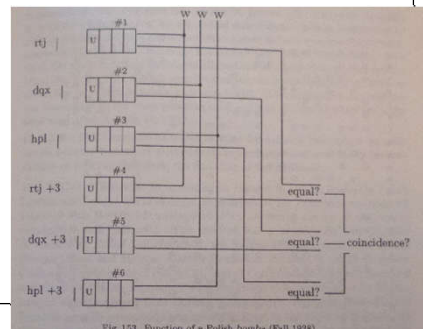 W W W
#1
rtj | U
#2
dqx | U
#3
hpl | U
#4
rtj +3 U
equal?
#5
dqx +3 | U
equal? coincidence?
#6
hpl +3 | U
equal?
Fig. 153. Function of a Polish bomba (Fall 1938)